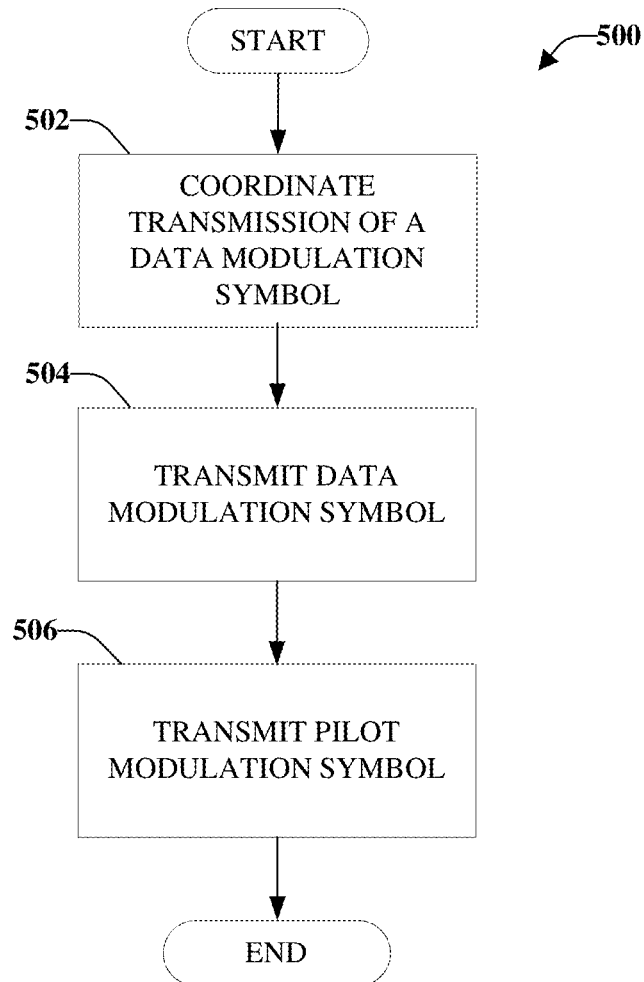 START
500
502
COORDINATE
TRANSMISSION OF A
DATA MODULATION
SYMBOL
504
TRANSMIT DATA
MODULATION SYMBOL
506
TRANSMIT PILOT
MODULATION SYMBOL
END